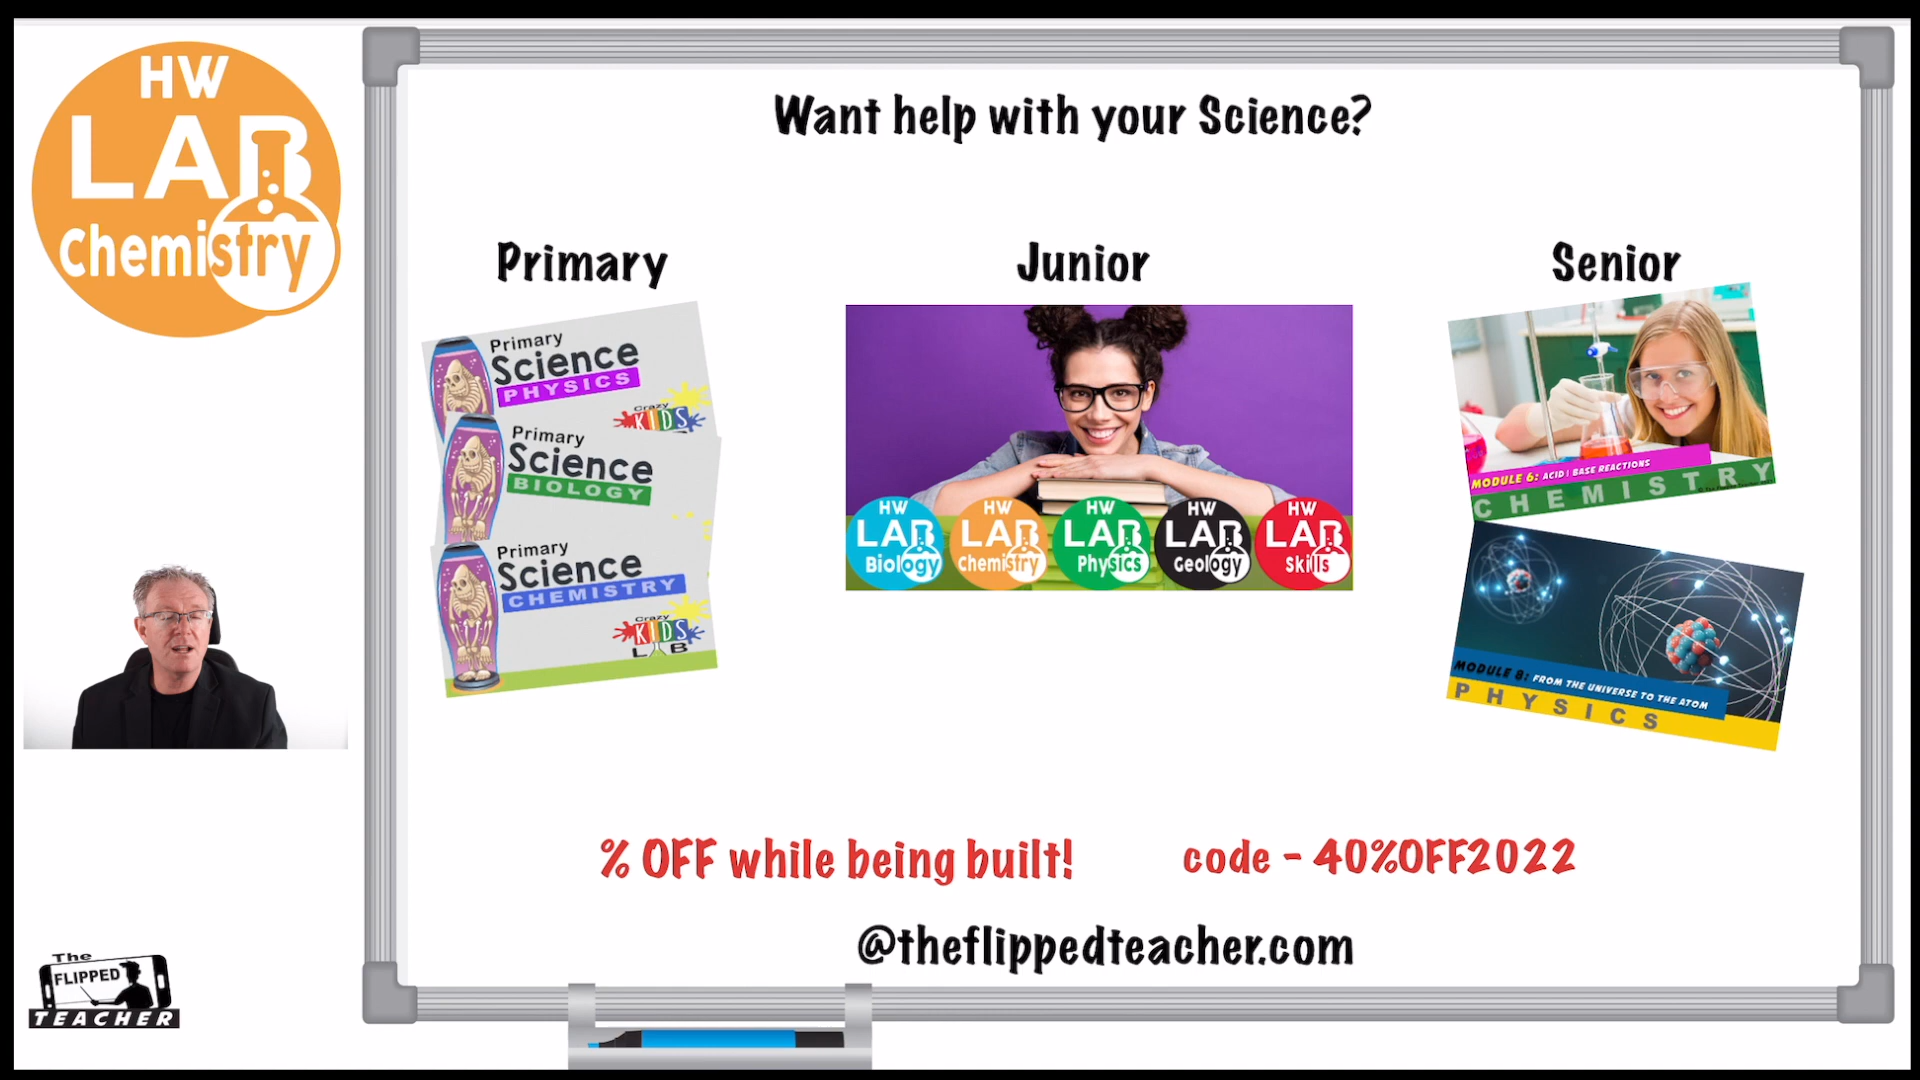 HW
LAB
Chemistry
Want help with your Science?
Primary
Junior
Senior
Primary
Science
PHYSICS
Crazy
KIDS
Primary
Science
BIOLOGY
Primary
Science
CHEMISTRY
Crazy
KIDS
LAB
HW
LAB
Biology
HW
LAB
Chemistry
HW
LAB
Physics
HW
LAB
Geology
HW
LAB
Skills
MODULE 6: ACID | BASE REACTIONS
CHEMISTRY
MODULE 8: FROM THE UNIVERSE TO THE ATOM
PHYSICS
% OFF while being built!
code - 40%OFF2022
@theflippedteacher.com
The
FLIPPED
TEACHER